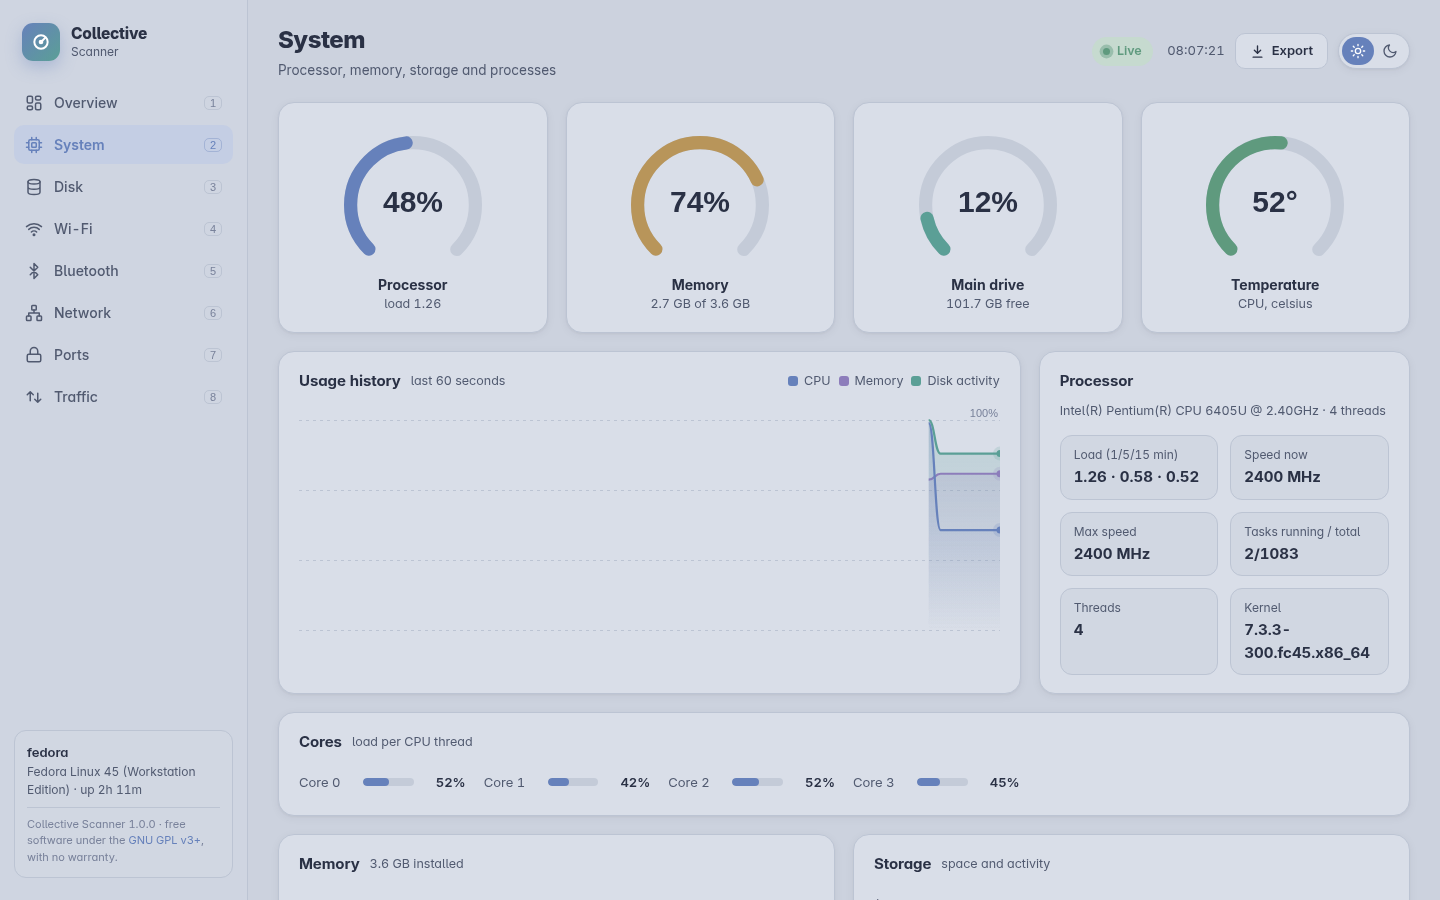 Collective
Scanner
Overview 1
System 2
Disk 3
Wi-Fi 4
Bluetooth 5
Network 6
Ports 7
Traffic 8
fedora
Fedora Linux 45 (Workstation
Edition) · up 2h 11m
Collective Scanner 1.0.0 · free
software under the GNU GPL v3+,
with no warranty.
System
Processor, memory, storage and processes
Live 08:07:21 Export
48%
Processor
load 1.26
74%
Memory
2.7 GB of 3.6 GB
12%
Main drive
101.7 GB free
52°
Temperature
CPU, celsius
Usage history last 60 seconds
CPU Memory Disk activity
100%
Processor
Intel(R) Pentium(R) CPU 6405U @ 2.40GHz · 4 threads
Load (1/5/15 min)
1.26 · 0.58 · 0.52
Speed now
2400 MHz
Max speed
2400 MHz
Tasks running / total
2/1083
Threads
4
Kernel
7.3.3-
300.fc45.x86_64
Cores load per CPU thread
Core 0 52% Core 1 42% Core 2 52% Core 3 45%
Memory 3.6 GB installed
Storage space and activity